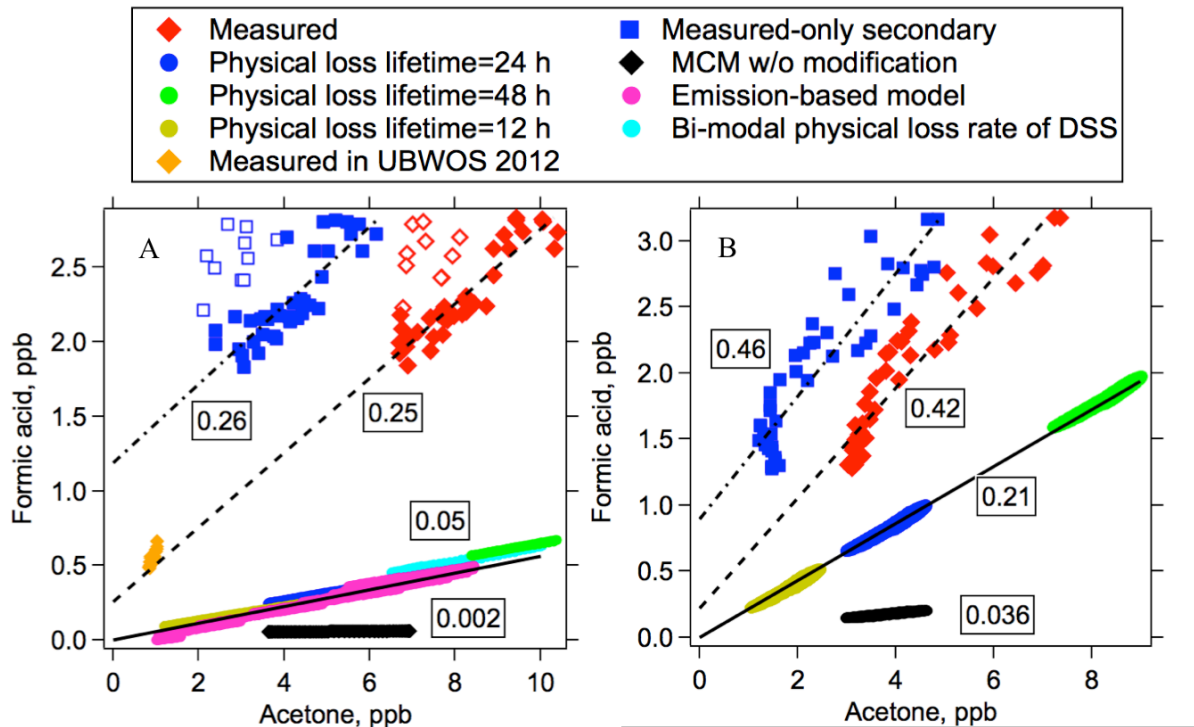 Measured
Physical loss lifetime=24 h
Physical loss lifetime=48 h
Physical loss lifetime=12 h
Measured in UBWOS 2012
Measured-only secondary
MCM w/o modification
Emission-based model
Bi-modal physical loss rate of DSS
A
Formic acid, ppb
2.5
2.0
1.5
1.0
0.5
0.0
0.26
0.25
0.05
0.002
0 2 4 6 8 10
Acetone, ppb
B
Formic acid, ppb
3.0
2.5
2.0
1.5
1.0
0.5
0.0
0.46
0.42
0.21
0.036
0 2 4 6 8
Acetone, ppb